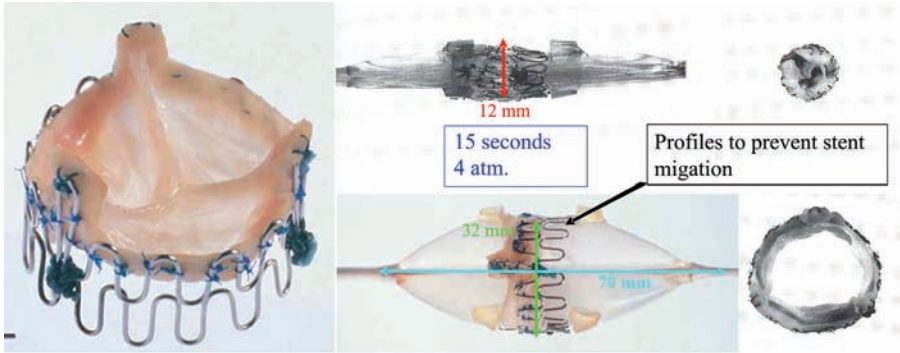 12 mm
15 seconds
4 atm.
Profiles to prevent stent
migation
32 mm
70 mm